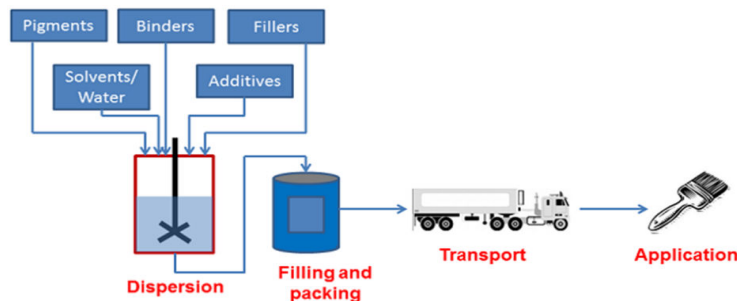 Pigments
Binders
Fillers
Solvents/
Water
Additives
Dispersion
Filling and
packing
Transport
Application